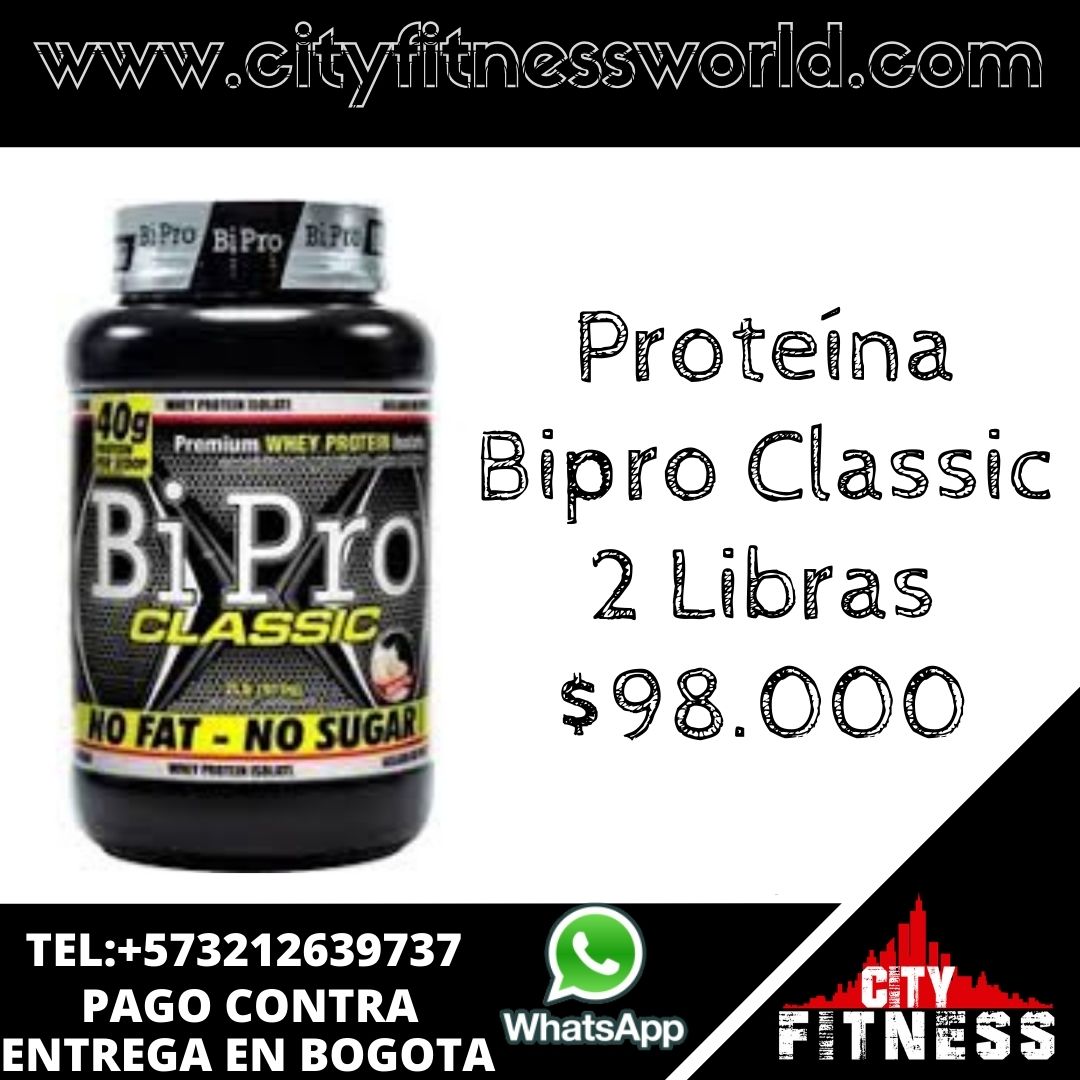 www.cityfitnessworld.com
BiPro BiPro BiPro
WHEY PROTEIN ISOLATE
40g
Premium WHEY PROTEIN
BiPro
CLASSIC
NO FAT - NO SUGAR
WHEY PROTEIN ISOLATE
Proteína
Bipro Classic
2 Libras
$98.000
TEL:+573212639737
PAGO CONTRA
ENTREGA EN BOGOTA
WhatsApp
CITY
FITNESS